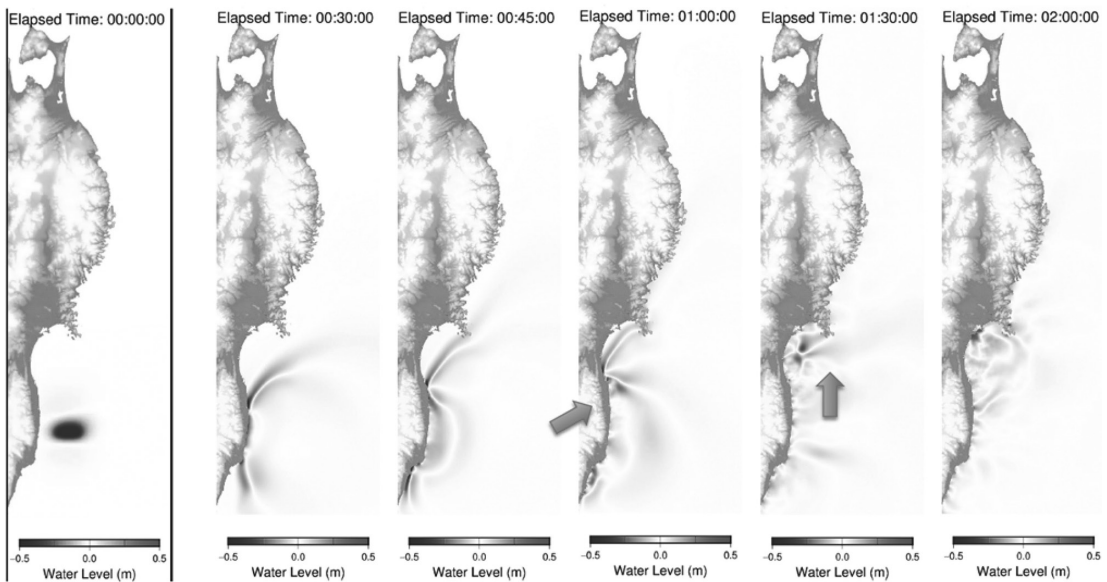 Elapsed Time: 00:00:00
Elapsed Time: 00:30:00
Elapsed Time: 00:45:00
Elapsed Time: 01:00:00
Elapsed Time: 01:30:00
Elapsed Time: 02:00:00
−0.5 0.0 0.5
Water Level (m)
−0.5 0.0 0.5
Water Level (m)
−0.5 0.0 0.5
Water Level (m)
−0.5 0.0 0.5
Water Level (m)
−0.5 0.0 0.5
Water Level (m)
−0.5 0.0 0.5
Water Level (m)